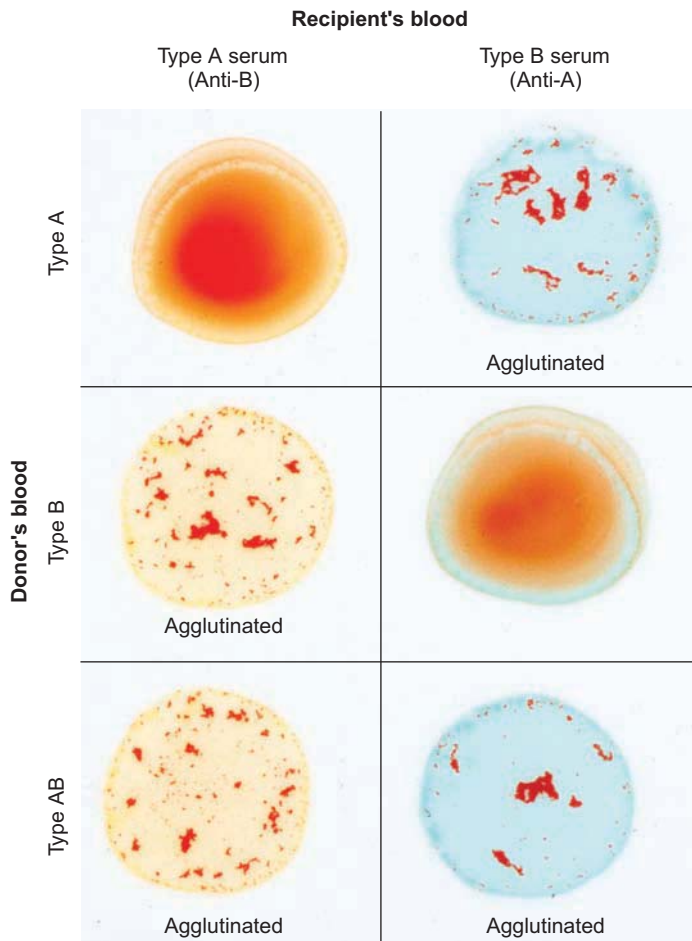 Recipient's blood
Type A serum
(Anti-B)
Type B serum
(Anti-A)
Donor's blood
Type A
Agglutinated
Type B
Agglutinated
Type AB
Agglutinated
Agglutinated